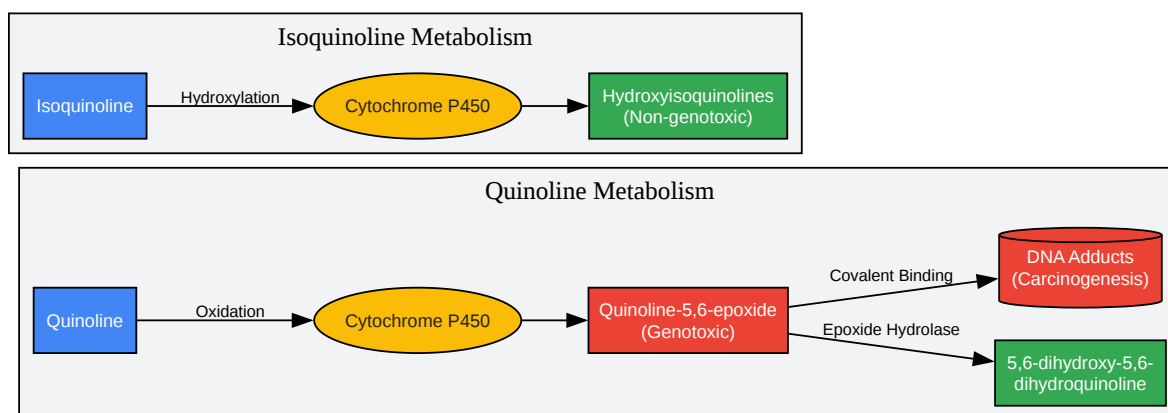 Isoquinoline Metabolism
Isoquinoline
Hydroxylation
Cytochrome P450
Hydroxyisoquinolines
(Non-genotoxic)
Quinoline Metabolism
Quinoline
Oxidation
Cytochrome P450
Quinoline-5,6-epoxide
(Genotoxic)
Covalent Binding
DNA Adducts
(Carcinogenesis)
Epoxide Hydrolase
5,6-dihydroxy-5,6-
dihydroquinoline